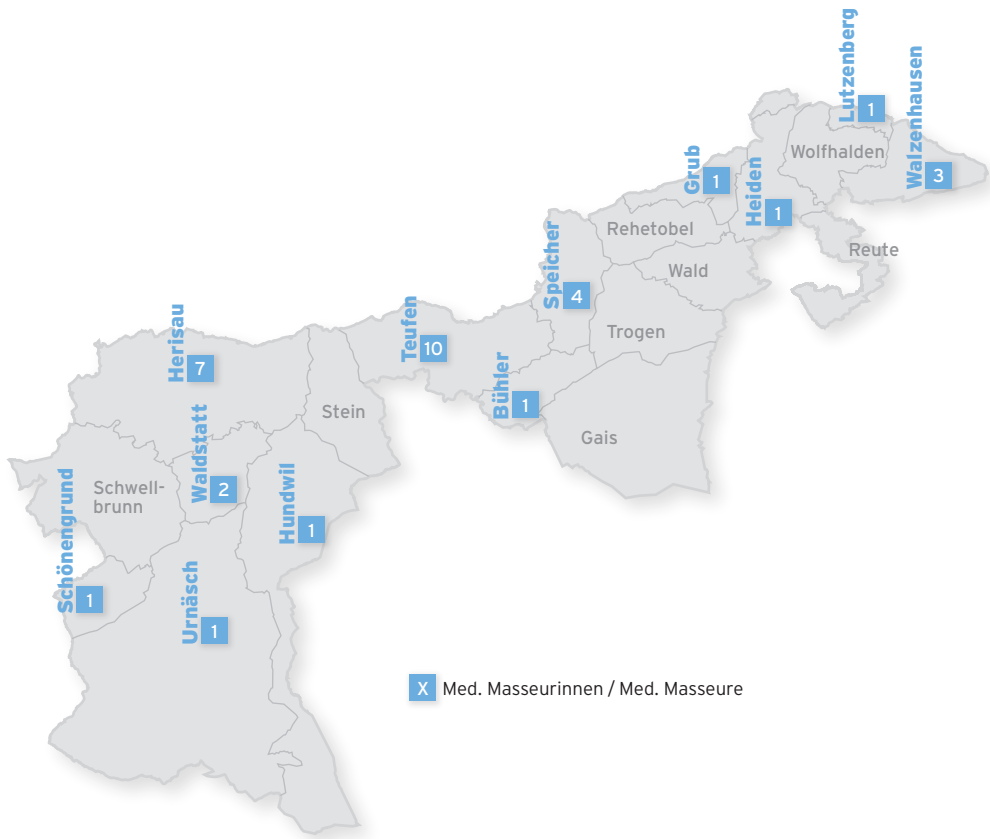 Lutzenberg
1
Walzenhausen
3
Wolfhalden
Grub
1
Heiden
1
Rehetobel
Reute
Speicher
4
Wald
Trogen
Herisau
7
Teufen
10
Bühler
1
Stein
Gais
Waldstatt
2
Schwell-
brunn
Hundwil
1
Schönengrund
1
Urnäsch
1
X Med. Masseurinnen / Med. Masseure